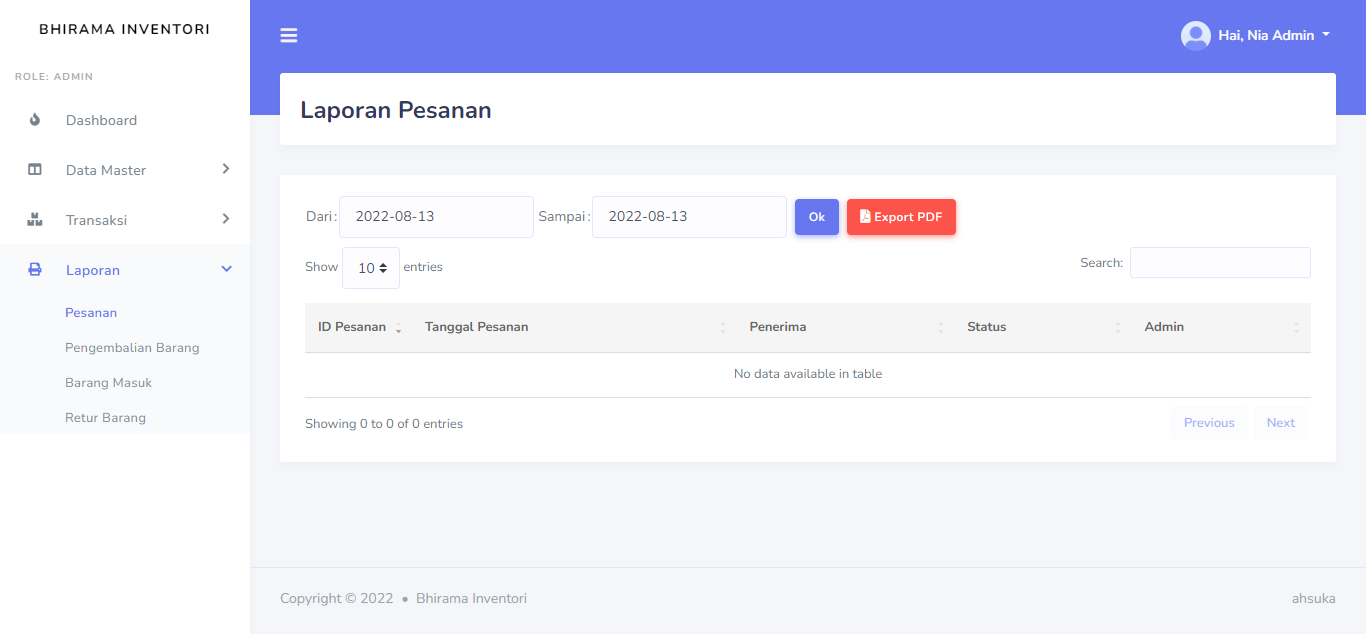 BHIRAMA INVENTORI
Hai, Nia Admin
ROLE: ADMIN
Dashboard
Data Master
Transaksi
Laporan
Pesanan
Pengembalian Barang
Barang Masuk
Retur Barang
Laporan Pesanan
Dari : 2022-08-13 Sampai : 2022-08-13 Ok Export PDF
Show 10 entries Search:
ID Pesanan Tanggal Pesanan Penerima Status Admin
No data available in table
Showing 0 to 0 of 0 entries Previous Next
Copyright © 2022 • Bhirama Inventori ahsuka